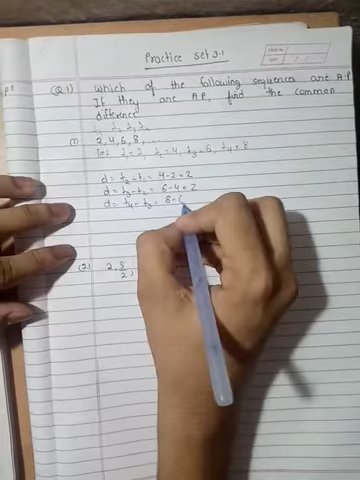 Practice set 3.1
Q.1) Which of the following sequences are A.P
If they are A.P, find the common
difference
t₁ t₂ t₃ t₄
(1) 2, 4, 6, 8, .....
t₁= 2, t₂= 4, t₃= 6, t₄= 8
d= t₂ - t₁ = 4-2=2
d= t₃ - t₂ = 6-4=2
d= t₄ - t₃ = 8-
(2) 2, 5/2,